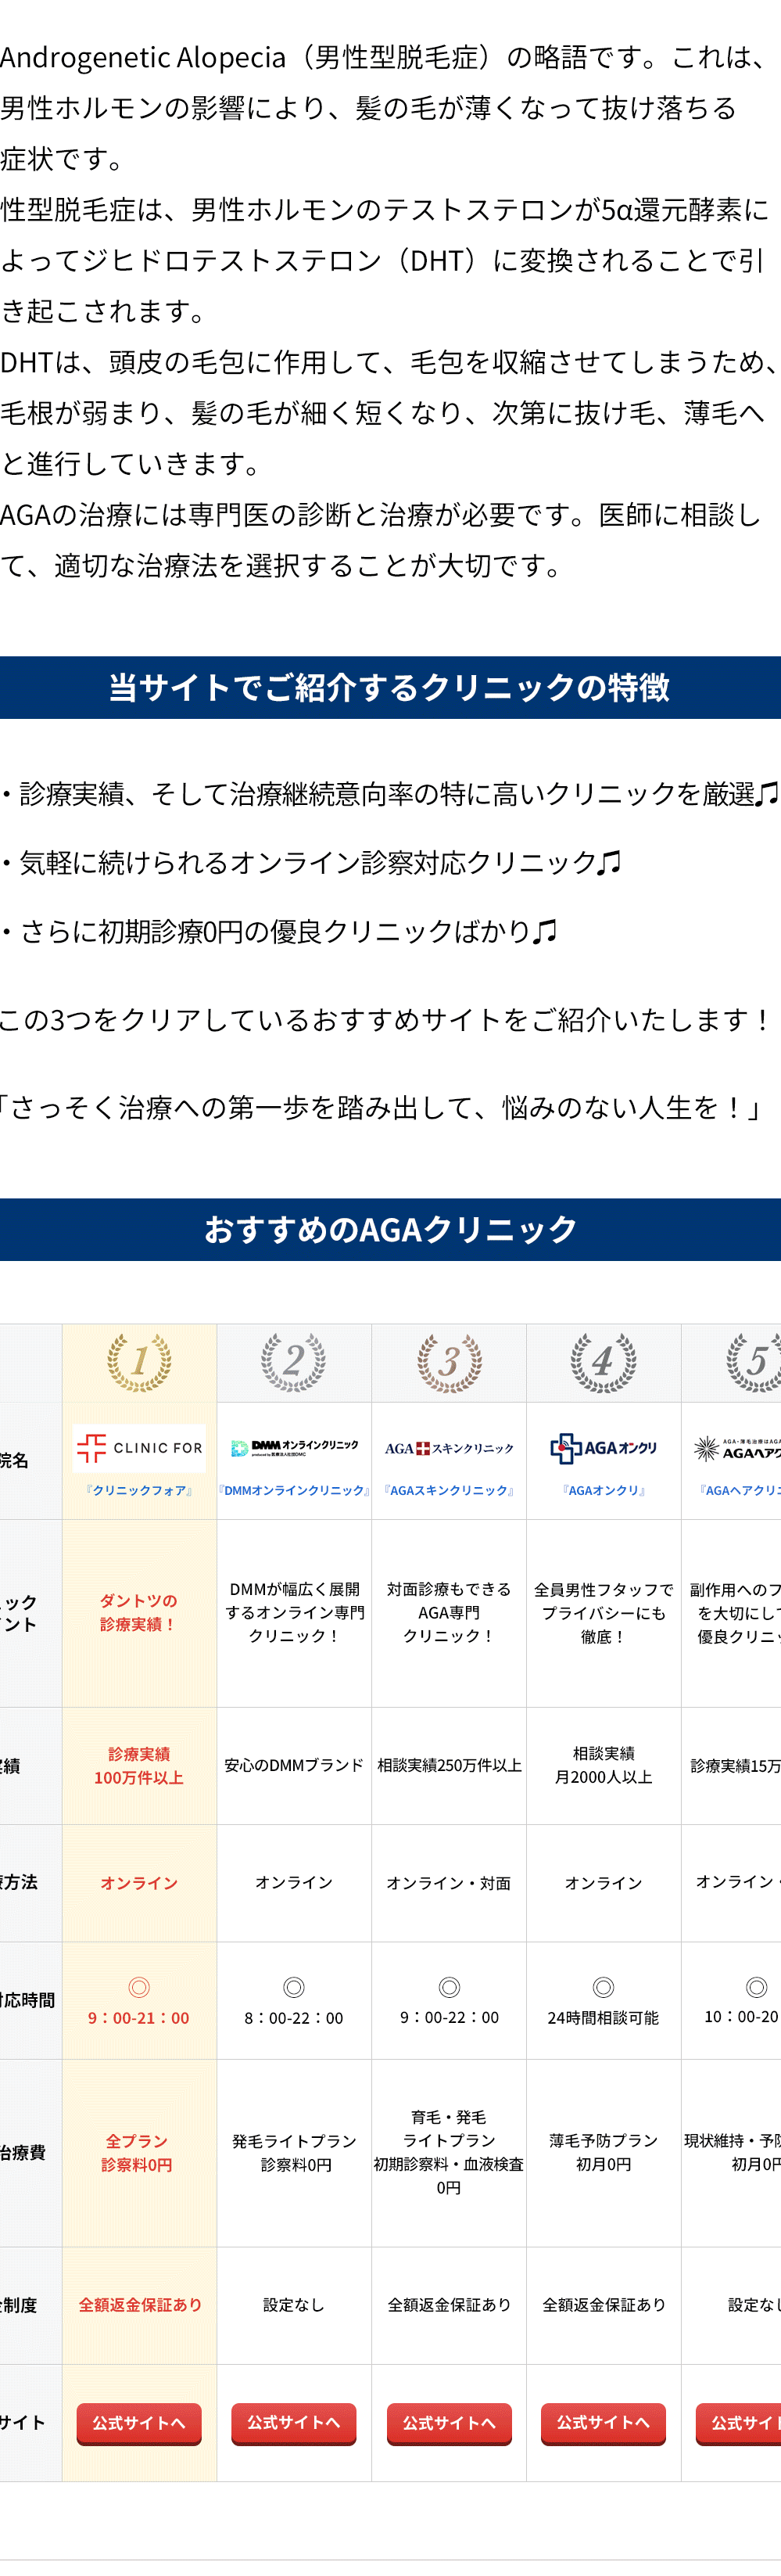 Androgenetic Alopecia（男性型脱毛症）の略語です。これは、
男性ホルモンの影響により、髪の毛が薄くなって抜け落ちる
症状です。
性型脱毛症は、男性ホルモンのテストステロンが5α還元酵素に
よってジヒドロテストステロン（DHT）に変換されることで引
き起こされます。
DHTは、頭皮の毛包に作用して、毛包を収縮させてしまうため、
毛根が弱まり、髪の毛が細く短くなり、次第に抜け毛、薄毛へ
と進行していきます。
AGAの治療には専門医の診断と治療が必要です。医師に相談し
て、適切な治療法を選択することが大切です。
当サイトでご紹介するクリニックの特徴
・診療実績、そして治療継続意向率の特に高いクリニックを厳選♫
・気軽に続けられるオンライン診察対応クリニック♫
・さらに初期診療0円の優良クリニックばかり♫
この3つをクリアしているおすすめサイトをご紹介いたします！
「さっそく治療への第一歩を踏み出して、悩みのない人生を！」
おすすめのAGAクリニック
1 2 3 4 5
院名
CLINIC FOR
『クリニックフォア』
DMM オンラインクリニック
produced by 医療法人社団DMC
『DMMオンラインクリニック』
AGA スキンクリニック
『AGAスキンクリニック』
AGAオンクリ
『AGAオンクリ』
AGA・薄毛治療はAGA
AGAヘアク
『AGAヘアクリニ
ニック
イント
ダントツの
診療実績！
DMMが幅広く展開
するオンライン専門
クリニック！
対面診療もできる
AGA専門
クリニック！
全員男性フタッフで
プライバシーにも
徹底！
副作用へのフ
を大切にして
優良クリニッ
実績
診療実績
100万件以上
安心のDMMブランド
相談実績250万件以上
相談実績
月2000人以上
診療実績15万
療方法
オンライン
オンライン
オンライン・対面
オンライン
オンライン・
対応時間
◎
9：00-21：00
◎
8：00-22：00
◎
9：00-22：00
◎
24時間相談可能
◎
10：00-20
治療費
全プラン
診察料0円
発毛ライトプラン
診察料0円
育毛・発毛
ライトプラン
初期診察料・血液検査
0円
薄毛予防プラン
初月0円
現状維持・予防
初月0円
金制度
全額返金保証あり
設定なし
全額返金保証あり
全額返金保証あり
設定なし
サイト
公式サイトへ
公式サイトへ
公式サイトへ
公式サイトへ
公式サイト